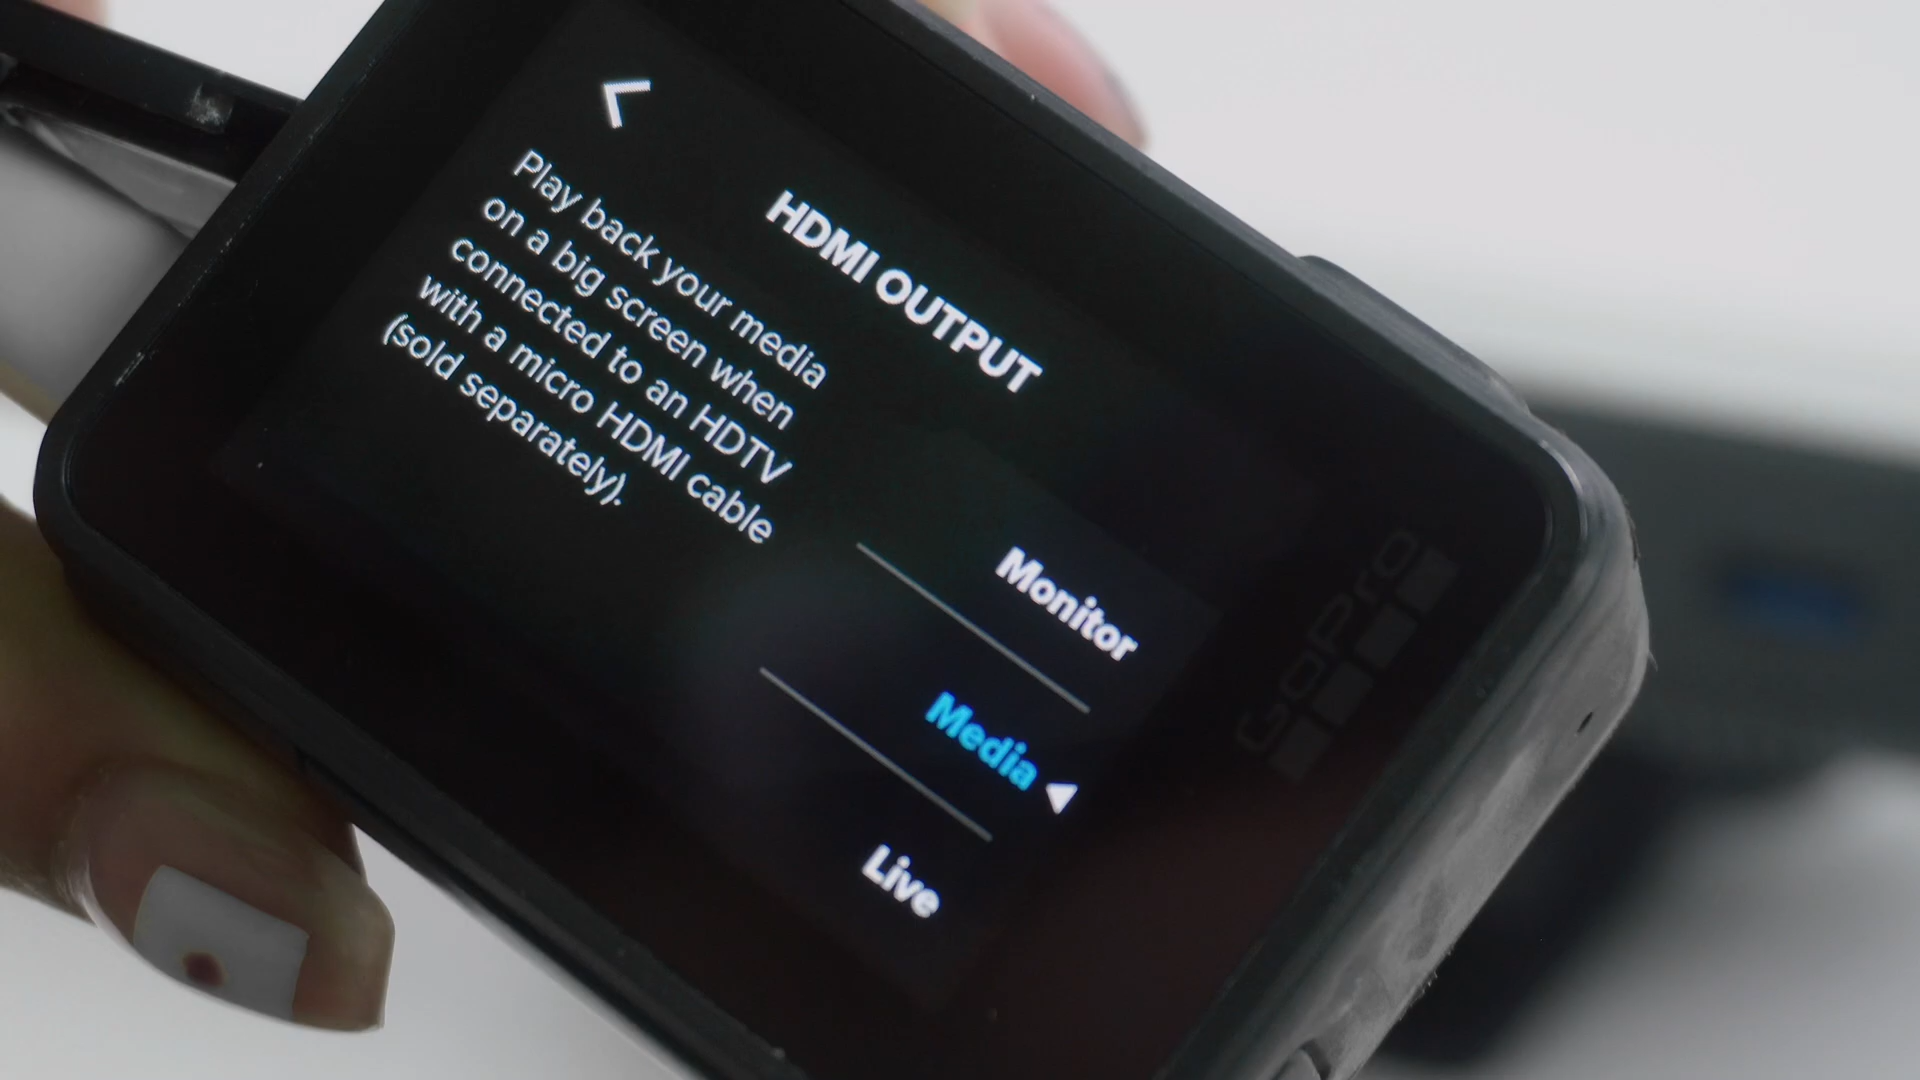 HDMI OUTPUT
Play back your media
on a big screen when
connected to an HDTV
with a micro HDMI cable
(sold separately).
Monitor
Media
Live
GoPro